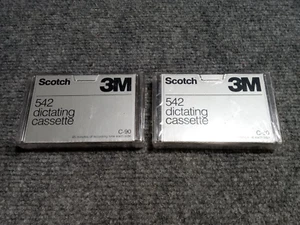 Scotch 3M
542
dictating
cassette
C-90
Scotch 3M
542
dictating
cassette